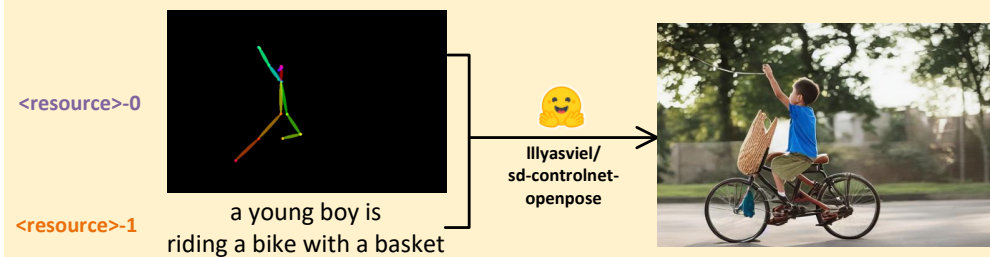 <resource>-0
<resource>-1
a young boy is
riding a bike with a basket
lllyasviel/
sd-controlnet-
openpose